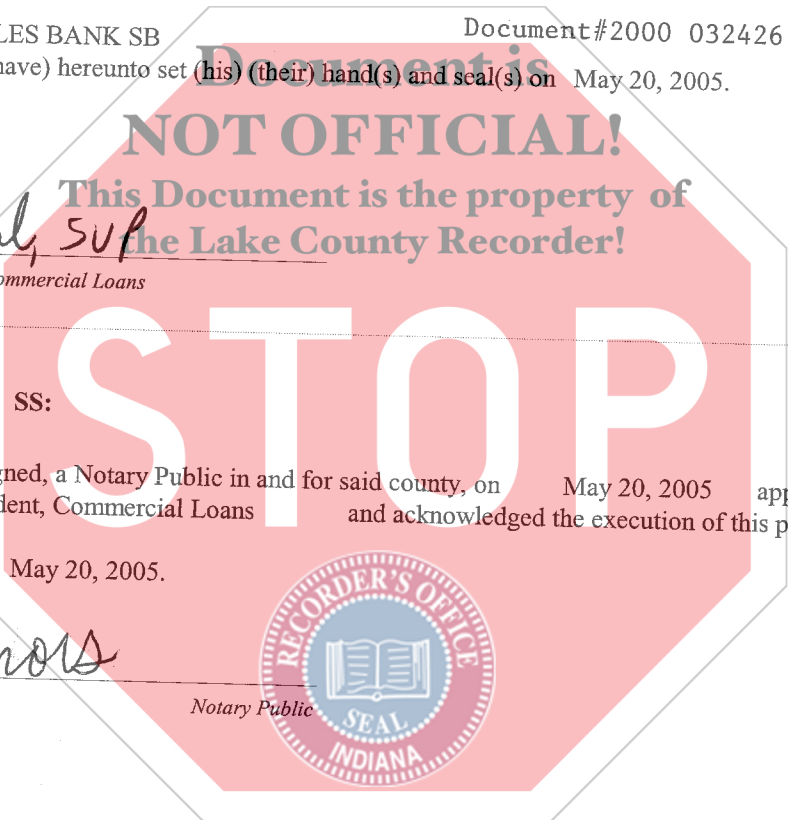 LES BANK SB Document#2000 032426
have) hereunto set (his) (their) hand(s) and seal(s) on May 20, 2005.
Document is
NOT OFFICIAL!
This Document is the property of
the Lake County Recorder!
SVP
ommercial Loans
STOP
SS:
gned, a Notary Public in and for said county, on May 20, 2005 app
dent, Commercial Loans and acknowledged the execution of this p
May 20, 2005.
Notary Public
RECORDER'S OFFICE
SEAL
INDIANA